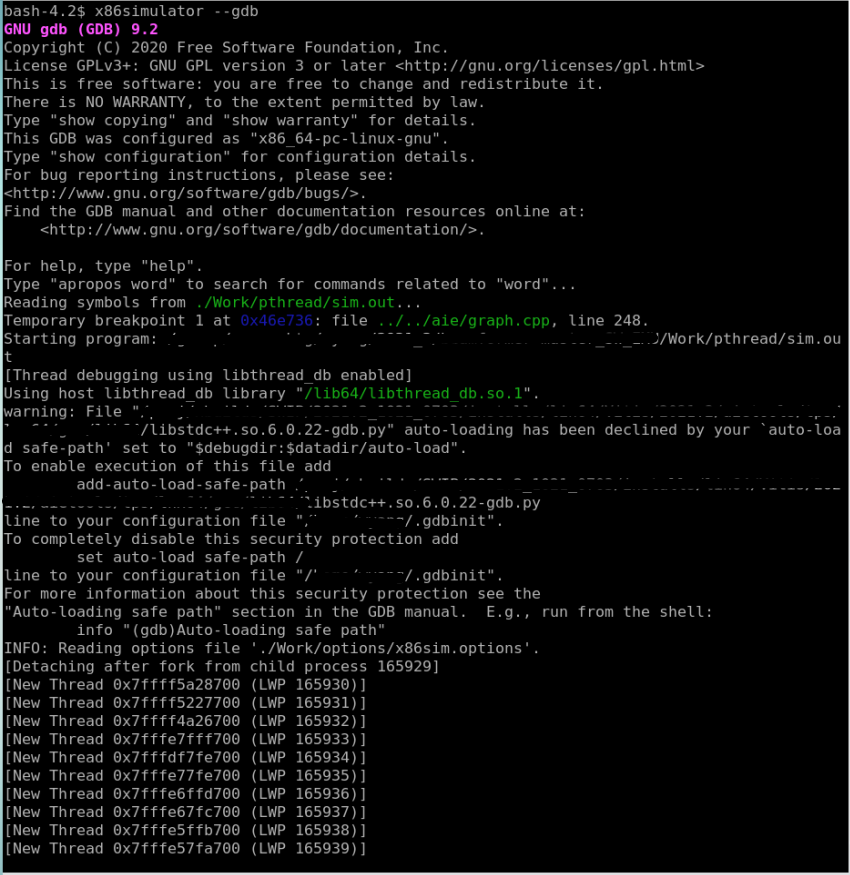 bash-4.2$ x86simulator --gdb
GNU gdb (GDB) 9.2
Copyright (C) 2020 Free Software Foundation, Inc.
License GPLv3+: GNU GPL version 3 or later <http://gnu.org/licenses/gpl.html>
This is free software: you are free to change and redistribute it.
There is NO WARRANTY, to the extent permitted by law.
Type "show copying" and "show warranty" for details.
This GDB was configured as "x86_64-pc-linux-gnu".
Type "show configuration" for configuration details.
For bug reporting instructions, please see:
<http://www.gnu.org/software/gdb/bugs/>.
Find the GDB manual and other documentation resources online at:
    <http://www.gnu.org/software/gdb/documentation/>.
For help, type "help".
Type "apropos word" to search for commands related to "word"...
Reading symbols from ./Work/pthread/sim.out...
Temporary breakpoint 1 at 0x46e736: file ../../aie/graph.cpp, line 248.
Starting program: /Work/pthread/sim.ou
t
[Thread debugging using libthread_db enabled]
Using host libthread_db library "/lib64/libthread_db.so.1".
warning: File "
/libstdc++.so.6.0.22-gdb.py" auto-loading has been declined by your `auto-loa
d safe-path' set to "$debugdir:$datadir/auto-load".
To enable execution of this file add
        add-auto-load-safe-path
libstdc++.so.6.0.22-gdb.py
line to your configuration file "/.gdbinit".
To completely disable this security protection add
        set auto-load safe-path /
line to your configuration file "/.gdbinit".
For more information about this security protection see the
"Auto-loading safe path" section in the GDB manual.  E.g., run from the shell:
        info "(gdb)Auto-loading safe path"
INFO: Reading options file './Work/options/x86sim.options'.
[Detaching after fork from child process 165929]
[New Thread 0x7ffff5a28700 (LWP 165930)]
[New Thread 0x7ffff5227700 (LWP 165931)]
[New Thread 0x7ffff4a26700 (LWP 165932)]
[New Thread 0x7fffe7fff700 (LWP 165933)]
[New Thread 0x7fffdf7fe700 (LWP 165934)]
[New Thread 0x7fffe77fe700 (LWP 165935)]
[New Thread 0x7fffe6ffd700 (LWP 165936)]
[New Thread 0x7fffe67fc700 (LWP 165937)]
[New Thread 0x7fffe5ffb700 (LWP 165938)]
[New Thread 0x7fffe57fa700 (LWP 165939)]